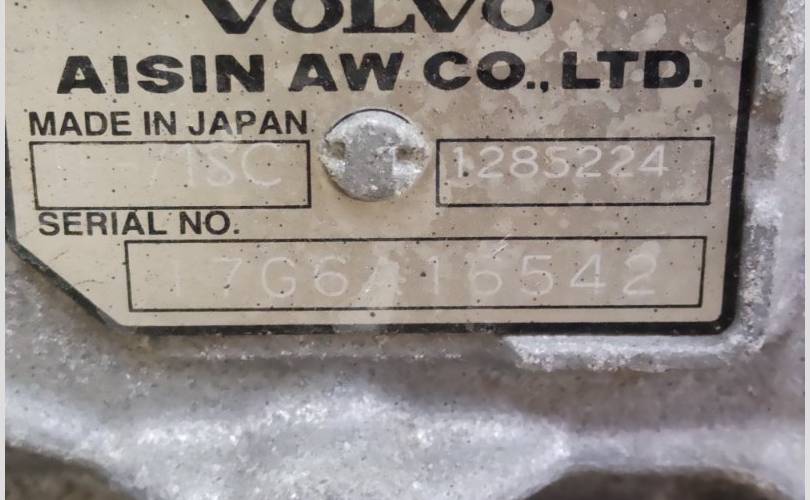 VOLVO
AISIN AW CO., LTD.
MADE IN JAPAN
1285224
SERIAL NO.